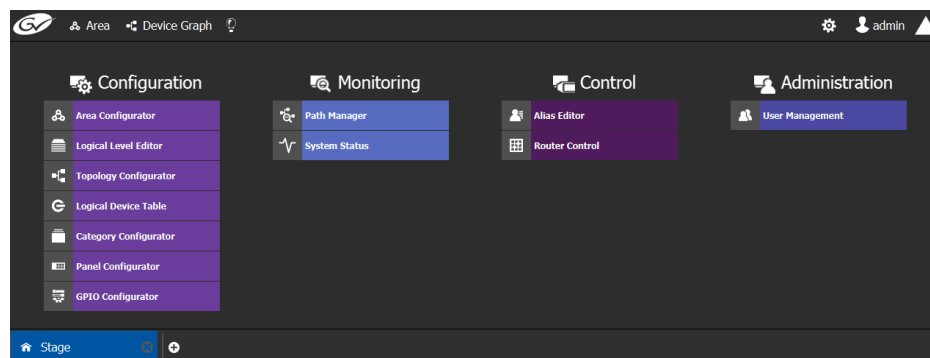 GV Area Device Graph admin
Configuration Monitoring Control Administration
Area Configurator Path Manager Alias Editor User Management
Logical Level Editor System Status Router Control
Topology Configurator
Logical Device Table
Category Configurator
Panel Configurator
GPIO Configurator
Stage